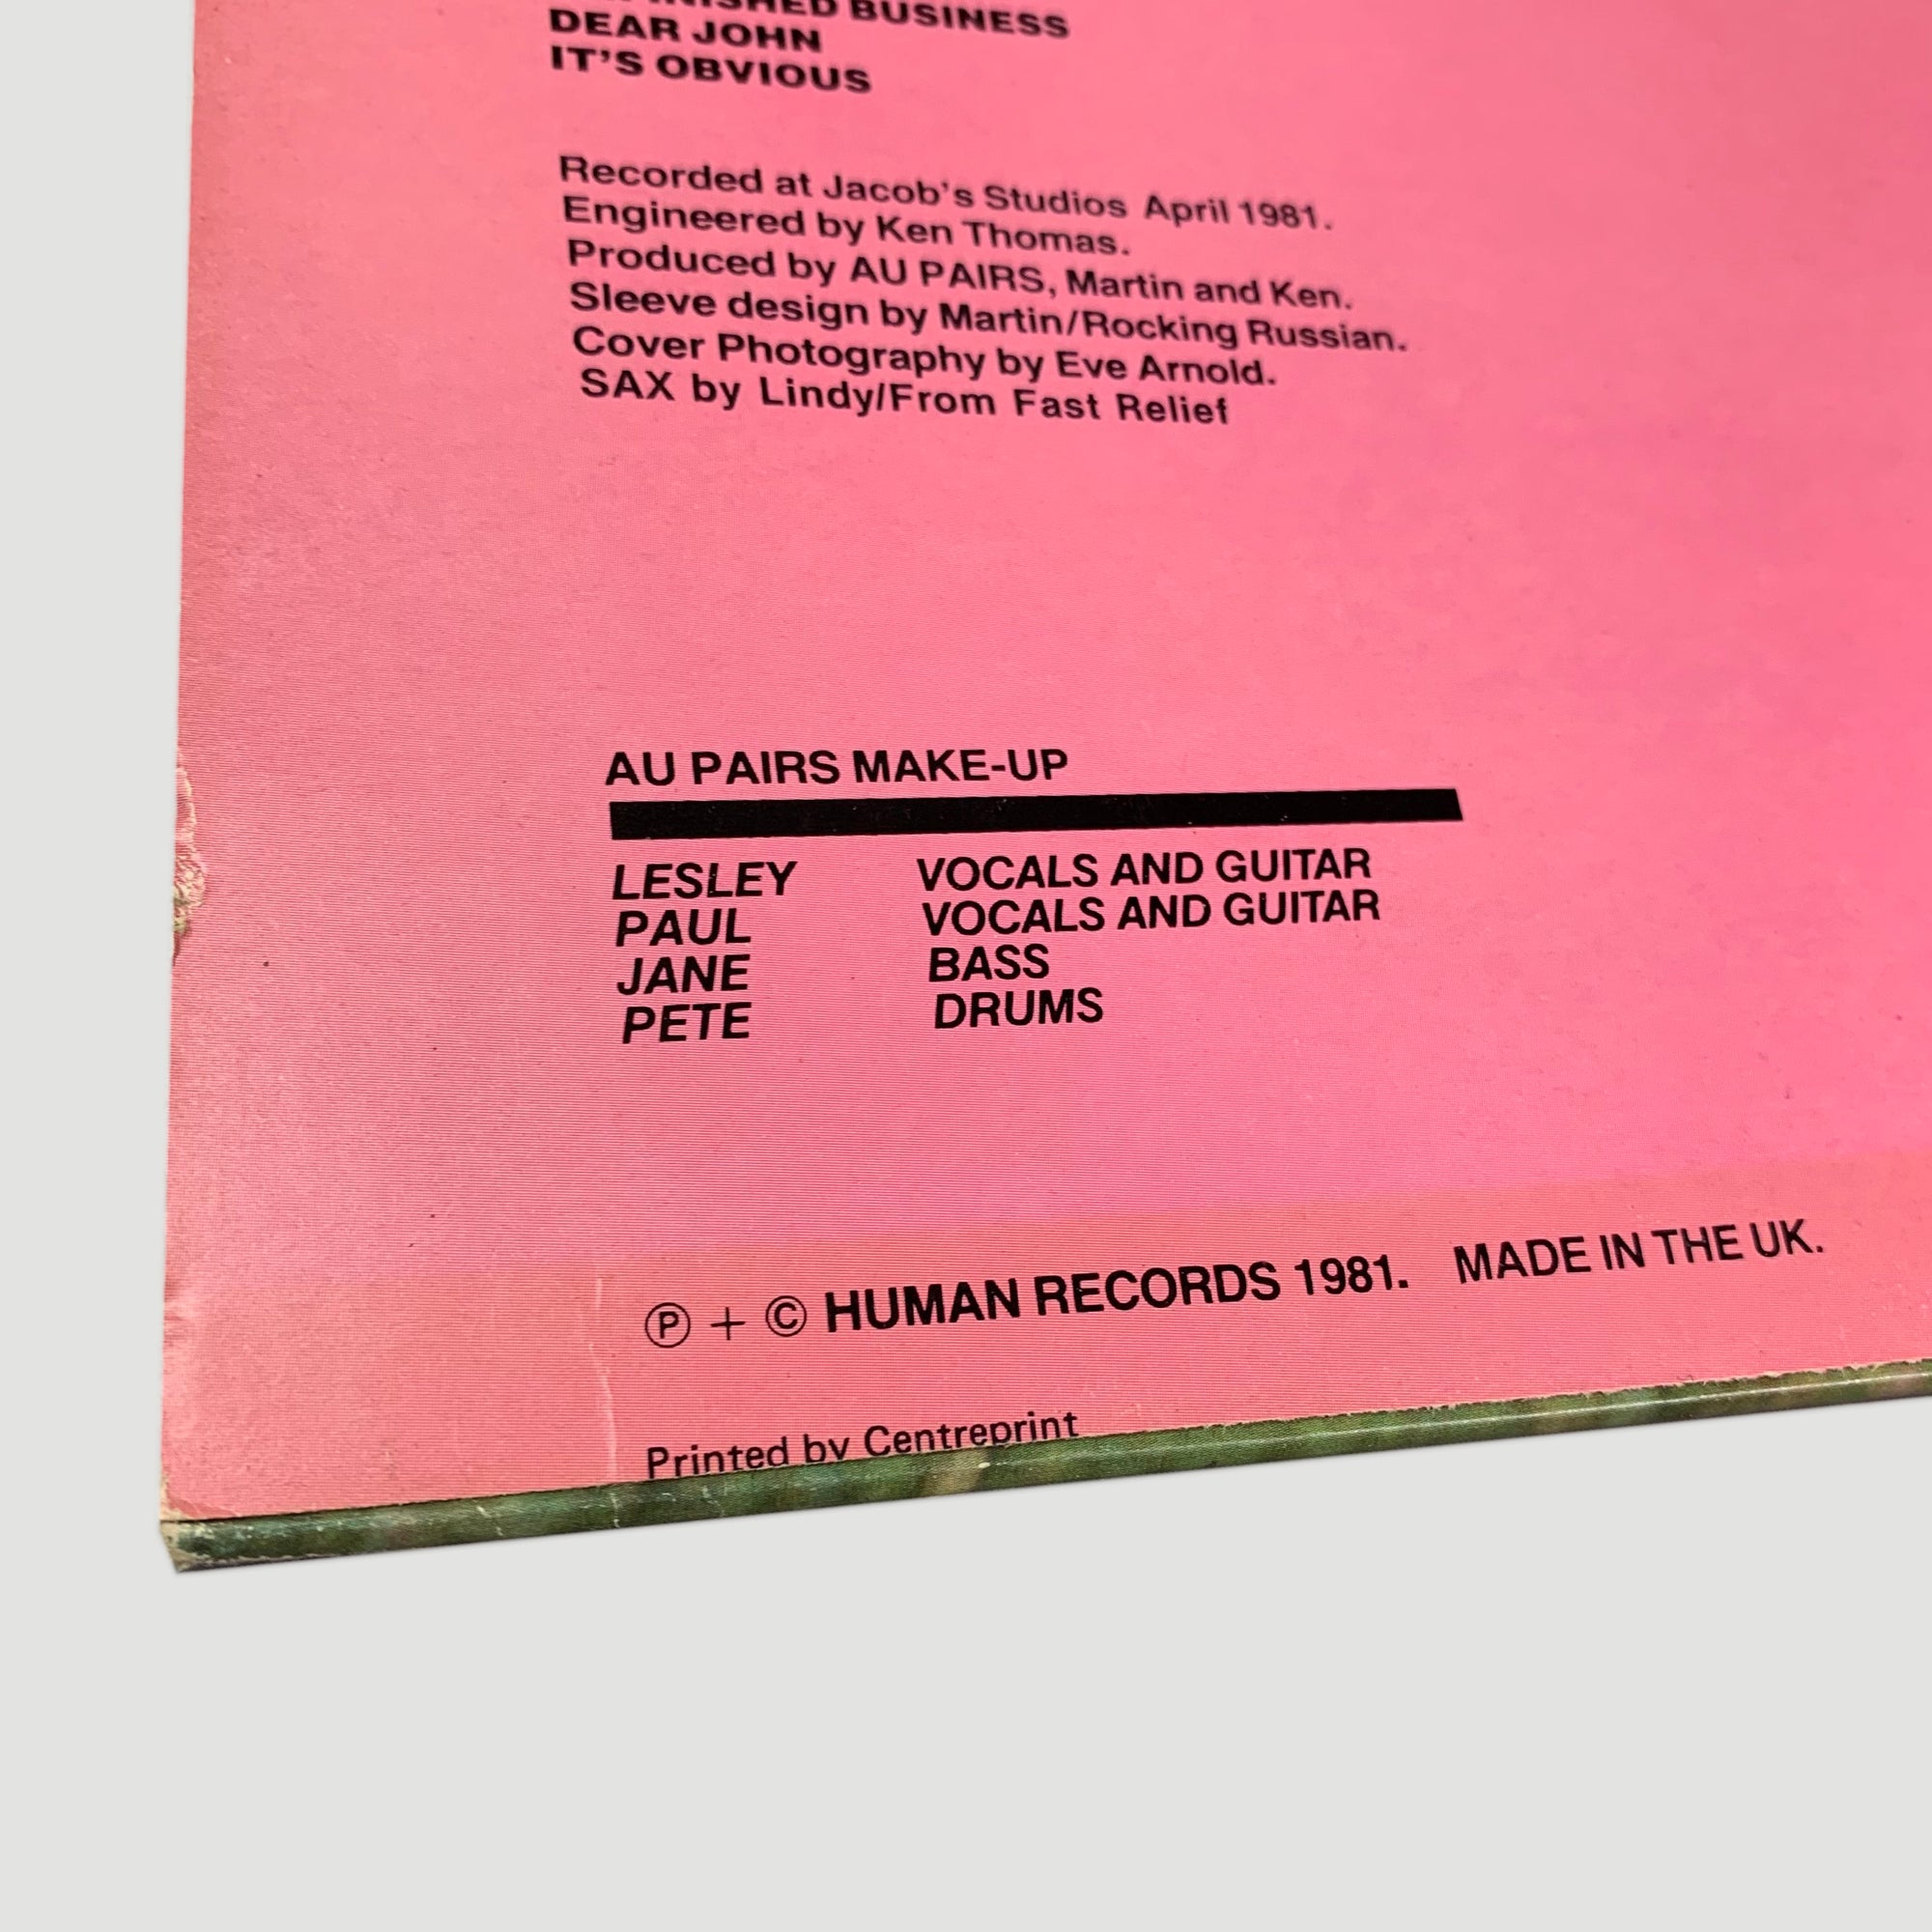 BUSINESS
DEAR JOHN
IT'S OBVIOUS
Recorded at Jacob's Studios April 1981.
Engineered by Ken Thomas.
Produced by AU PAIRS, Martin and Ken.
Sleeve design by Martin/Rocking Russian.
Cover Photography by Eve Arnold.
SAX by Lindy/From Fast Relief
AU PAIRS MAKE-UP
LESLEY VOCALS AND GUITAR
PAUL VOCALS AND GUITAR
JANE BASS
PETE DRUMS
Ⓟ + © HUMAN RECORDS 1981. MADE IN THE UK.
Printed by Centreprint